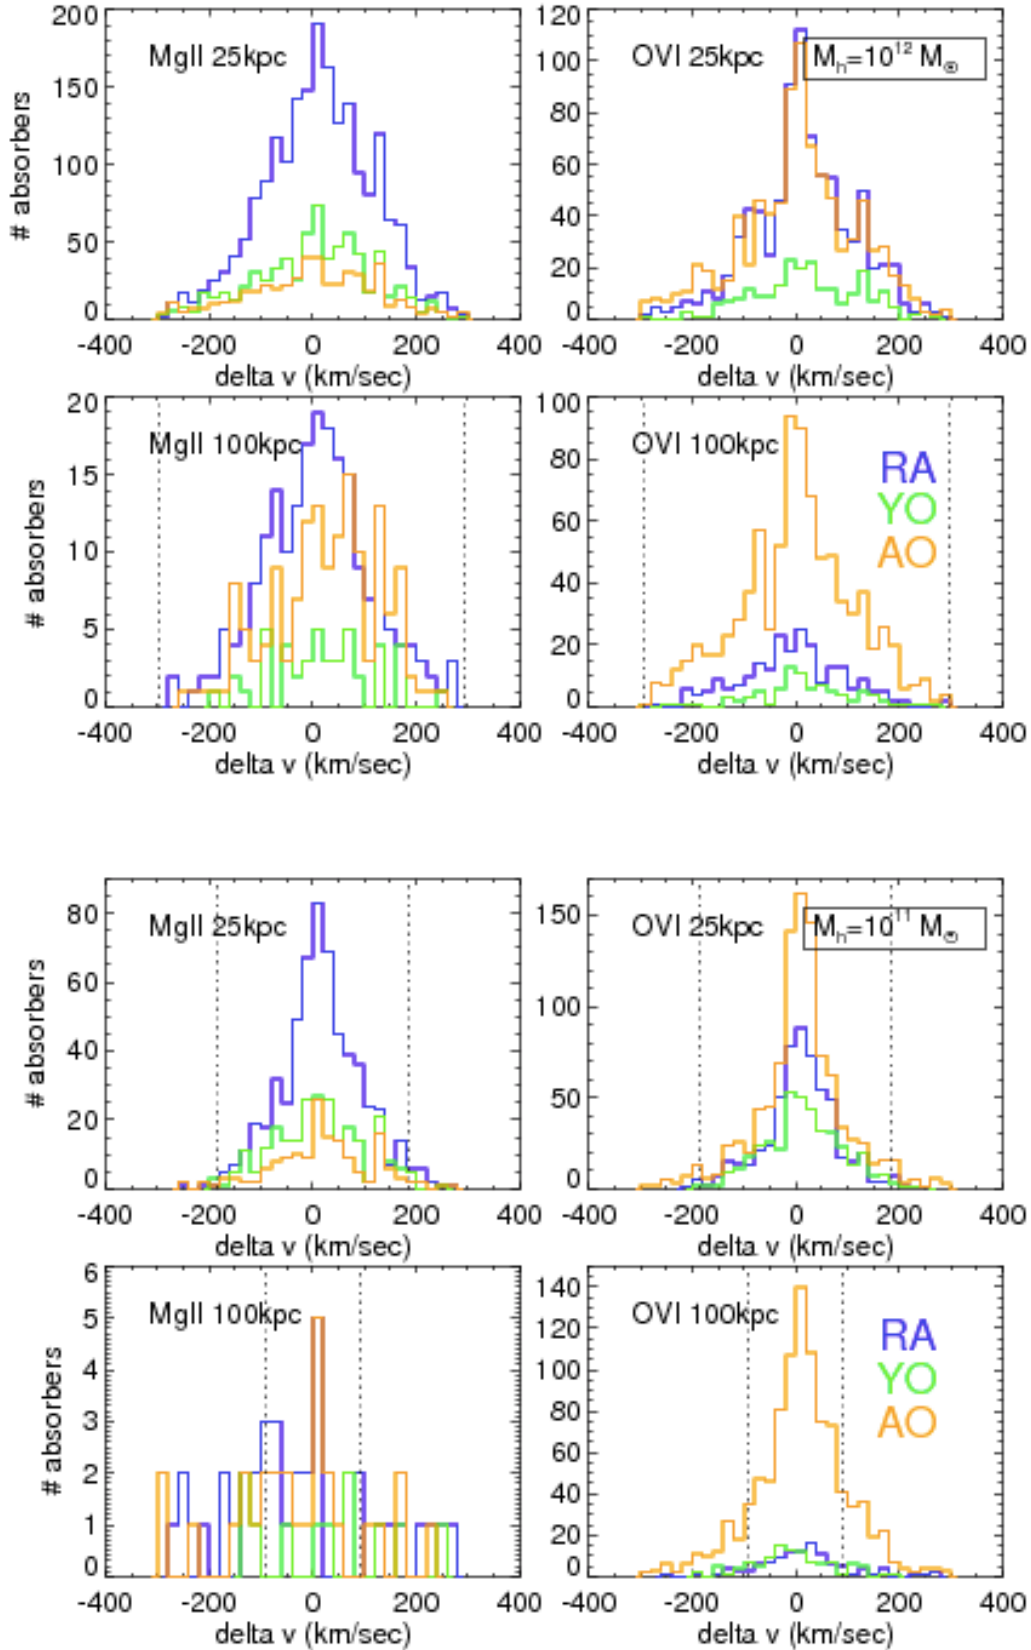 MgII 25kpc
200
150
100
50
0
# absorbers
-400 -200 0 200 400
delta v (km/sec)
OVI 25kpc
M_h=10^12 M_⊙
120
100
80
60
40
20
0
-400 -200 0 200 400
delta v (km/sec)
MgII 100kpc
20
15
10
5
0
# absorbers
-400 -200 0 200 400
delta v (km/sec)
OVI 100kpc
100
80
60
40
20
0
RA
YO
AO
-400 -200 0 200 400
delta v (km/sec)
MgII 25kpc
80
60
40
20
0
# absorbers
-400 -200 0 200 400
delta v (km/sec)
OVI 25kpc
M_h=10^11 M_⊙
150
100
50
0
-400 -200 0 200 400
delta v (km/sec)
MgII 100kpc
6
5
4
3
2
1
0
# absorbers
-400 -200 0 200 400
delta v (km/sec)
OVI 100kpc
140
120
100
80
60
40
20
0
RA
YO
AO
-400 -200 0 200 400
delta v (km/sec)